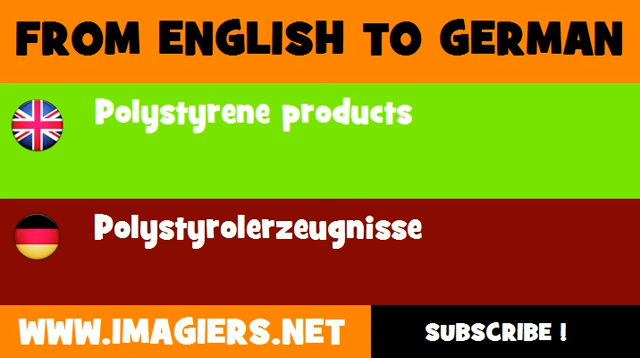 FROM ENGLISH TO GERMAN
Polystyrene products
Polystyrolerzeugnisse
WWW.IMAGIERS.NET
SUBSCRIBE !